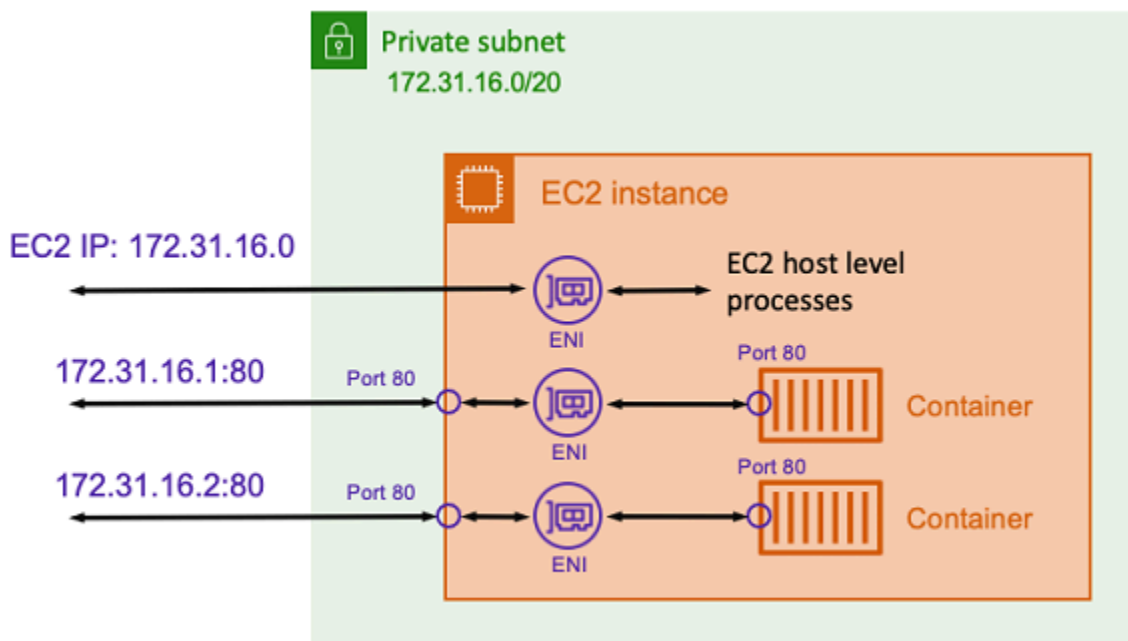 Private subnet
172.31.16.0/20
EC2 instance
EC2 IP: 172.31.16.0
EC2 host level
processes
ENI
172.31.16.1:80
Port 80
Port 80
Container
ENI
172.31.16.2:80
Port 80
Port 80
Container
ENI